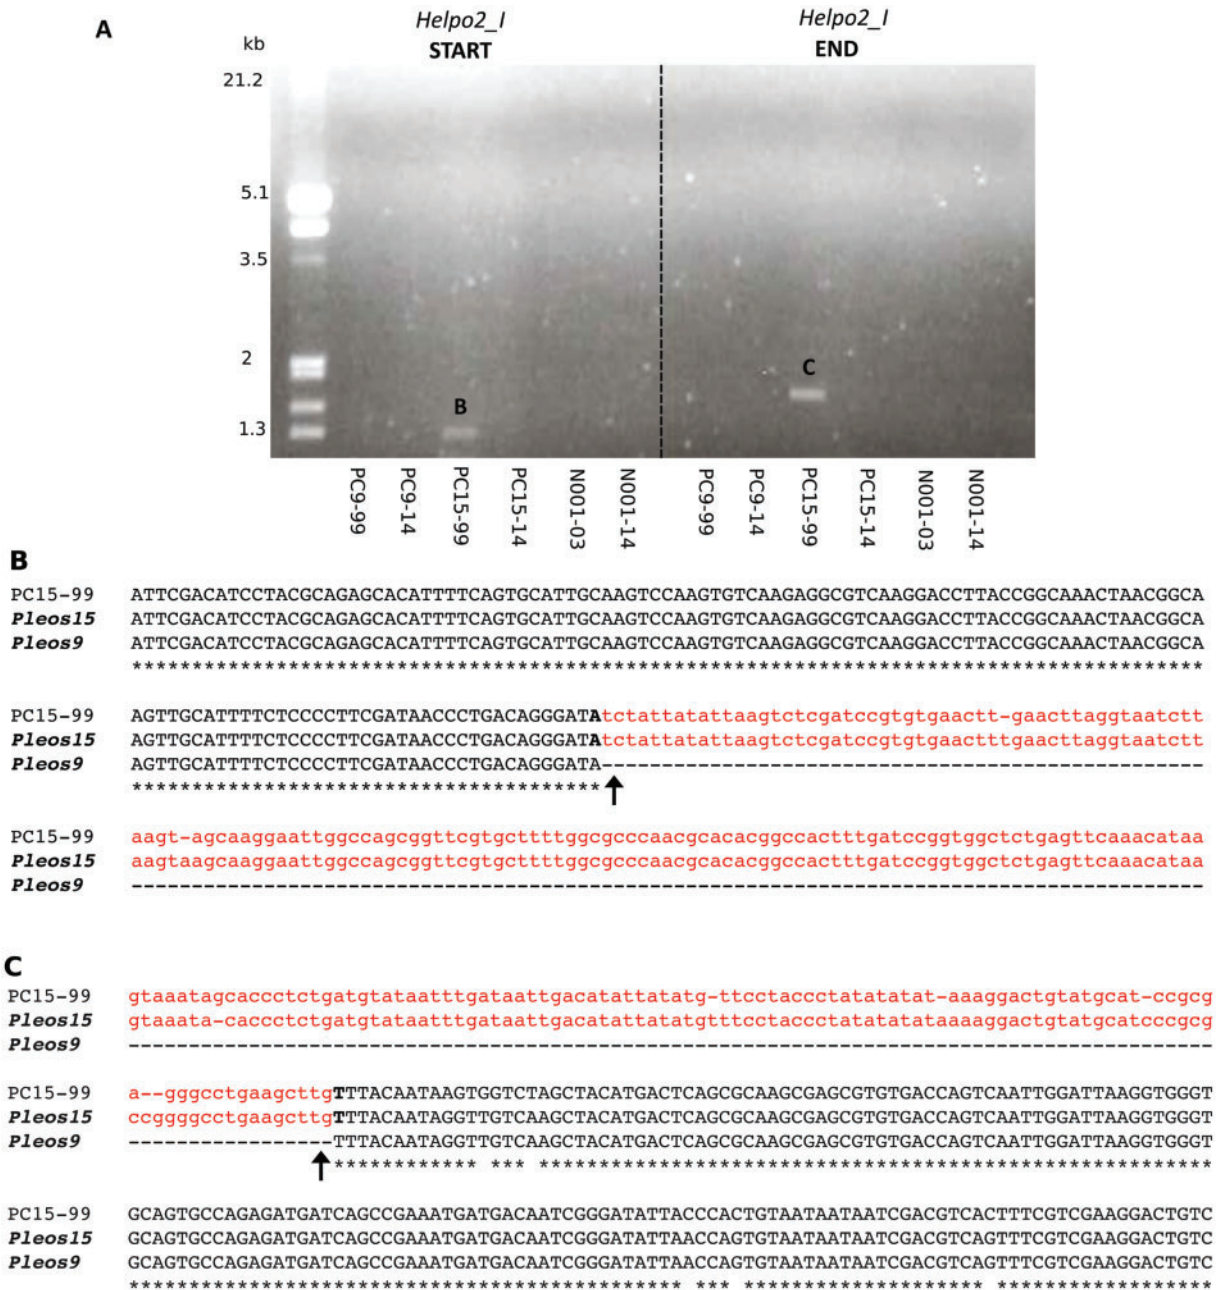 A
Helpo2_I
START
Helpo2_I
END
kb
21.2
5.1
3.5
2
1.3
B
C
PC9-99
PC9-14
PC15-99
PC15-14
N001-03
N001-14
PC9-99
PC9-14
PC15-99
PC15-14
N001-03
N001-14
B
PC15-99 ATTCGACATCCTACGCAGAGCACATTTTCAGTGCATTGCAAGTCCAAGTGTCAAGAGGCGTCAAGGACCTTACCGGCAAACTAACGGCA
Pleos15 ATTCGACATCCTACGCAGAGCACATTTTCAGTGCATTGCAAGTCCAAGTGTCAAGAGGCGTCAAGGACCTTACCGGCAAACTAACGGCA
Pleos9 ATTCGACATCCTACGCAGAGCACATTTTCAGTGCATTGCAAGTCCAAGTGTCAAGAGGCGTCAAGGACCTTACCGGCAAACTAACGGCA
*****************************************************************************************
PC15-99 AGTTGCATTTTCTCCCCTTCGATAACCCTGACAGGGATAtctattatattaagtctcgatccgtgtgaactt-gaacttaggtaatctt
Pleos15 AGTTGCATTTTCTCCCCTTCGATAACCCTGACAGGGATAtctattatattaagtctcgatccgtgtgaactttgaacttaggtaatctt
Pleos9 AGTTGCATTTTCTCCCCTTCGATAACCCTGACAGGGATA--------------------------------------------------
***************************************
PC15-99 aagt-agcaaggaattggccagcggttcgtgcttttggcgcccaacgcacacggccactttgatccggtggctctgagttcaaacataa
Pleos15 aagtaagcaaggaattggccagcggttcgtgcttttggcgcccaacgcacacggccactttgatccggtggctctgagttcaaacataa
Pleos9 -----------------------------------------------------------------------------------------
C
PC15-99 gtaaatagcaccctctgatgtataatttgataattgacatattatatg-ttcctaccctatatatat-aaaggactgtatgcat-ccgcg
Pleos15 gtaaata-caccctctgatgtataatttgataattgacatattatatgtttcctaccctatatatataaaaggactgtatgcatcccgcg
Pleos9 ------------------------------------------------------------------------------------------
PC15-99 a--gggcctgaagcttgTTTACAATAAGTGGTCTAGCTACATGACTCAGCGCAAGCGAGCGTGTGACCAGTCAATTGGATTAAGGTGGGT
Pleos15 ccggggcctgaagcttgTTTACAATAGGTTGTCAAGCTACATGACTCAGCGCAAGCGAGCGTGTGACCAGTCAATTGGATTAAGGTGGGT
Pleos9 -----------------TTTACAATAGGTTGTCAAGCTACATGACTCAGCGCAAGCGAGCGTGTGACCAGTCAATTGGATTAAGGTGGGT
************ *** ********************************************************
PC15-99 GCAGTGCCAGAGATGATCAGCCGAAATGATGACAATCGGGATATTACCCACTGTAATAATAATCGACGTCACTTTCGTCGAAGGACTGTC
Pleos15 GCAGTGCCAGAGATGATCAGCCGAAATGATGACAATCGGGATATTAACCAGTGTAATAATAATCGACGTCAGTTTCGTCGAAGGACTGTC
Pleos9 GCAGTGCCAGAGATGATCAGCCGAAATGATGACAATCGGGATATTAACCAGTGTAATAATAATCGACGTCAGTTTCGTCGAAGGACTGTC
********************************************** *** ******************** ******************